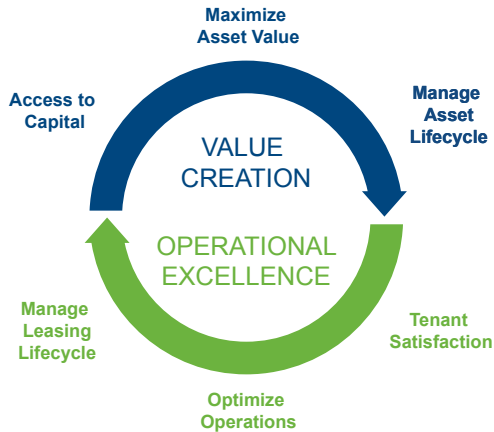 Maximize
Asset Value
Access to
Capital
Manage
Asset
Lifecycle
VALUE
CREATION
OPERATIONAL
EXCELLENCE
Manage
Leasing
Lifecycle
Tenant
Satisfaction
Optimize
Operations